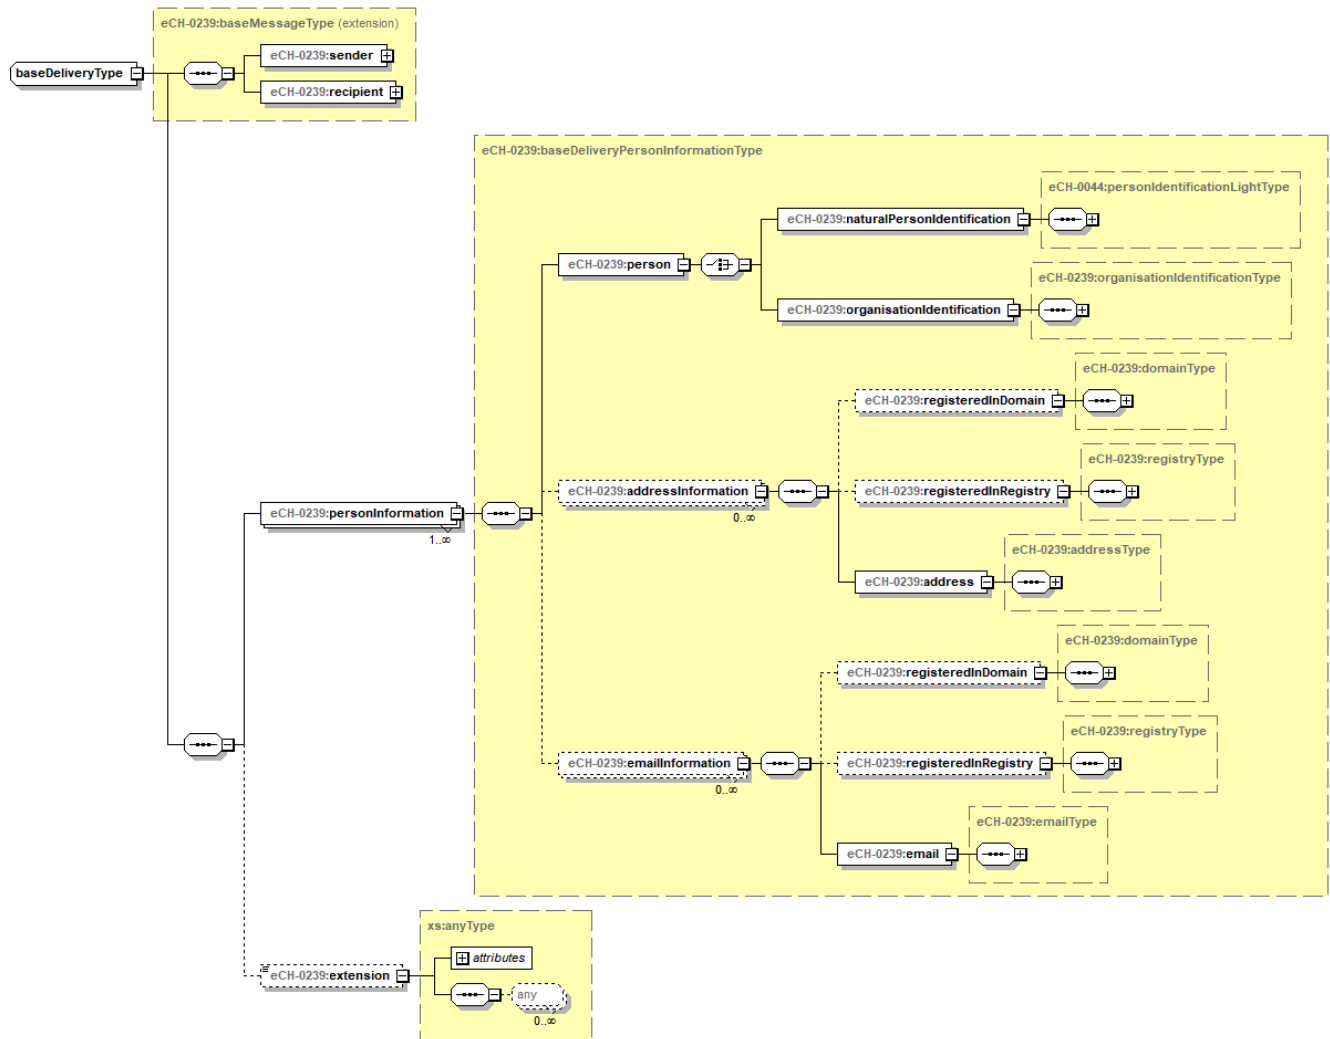 eCH-0239:baseMessageType (extension)
eCH-0239:sender
baseDeliveryType
eCH-0239:recipient
eCH-0239:baseDeliveryPersonInformationType
eCH-0044:personIdentificationLightType
eCH-0239:naturalPersonIdentification
eCH-0239:person
eCH-0239:organisationIdentificationType
eCH-0239:organisationIdentification
eCH-0239:domainType
eCH-0239:registeredInDomain
eCH-0239:registryType
eCH-0239:addressInformation
0..∞
eCH-0239:registeredInRegistry
eCH-0239:personInformation
1..∞
eCH-0239:addressType
eCH-0239:address
eCH-0239:domainType
eCH-0239:registeredInDomain
eCH-0239:registryType
eCH-0239:emailInformation
0..∞
eCH-0239:registeredInRegistry
eCH-0239:emailType
eCH-0239:email
xs:anyType
attributes
eCH-0239:extension
any
0..∞